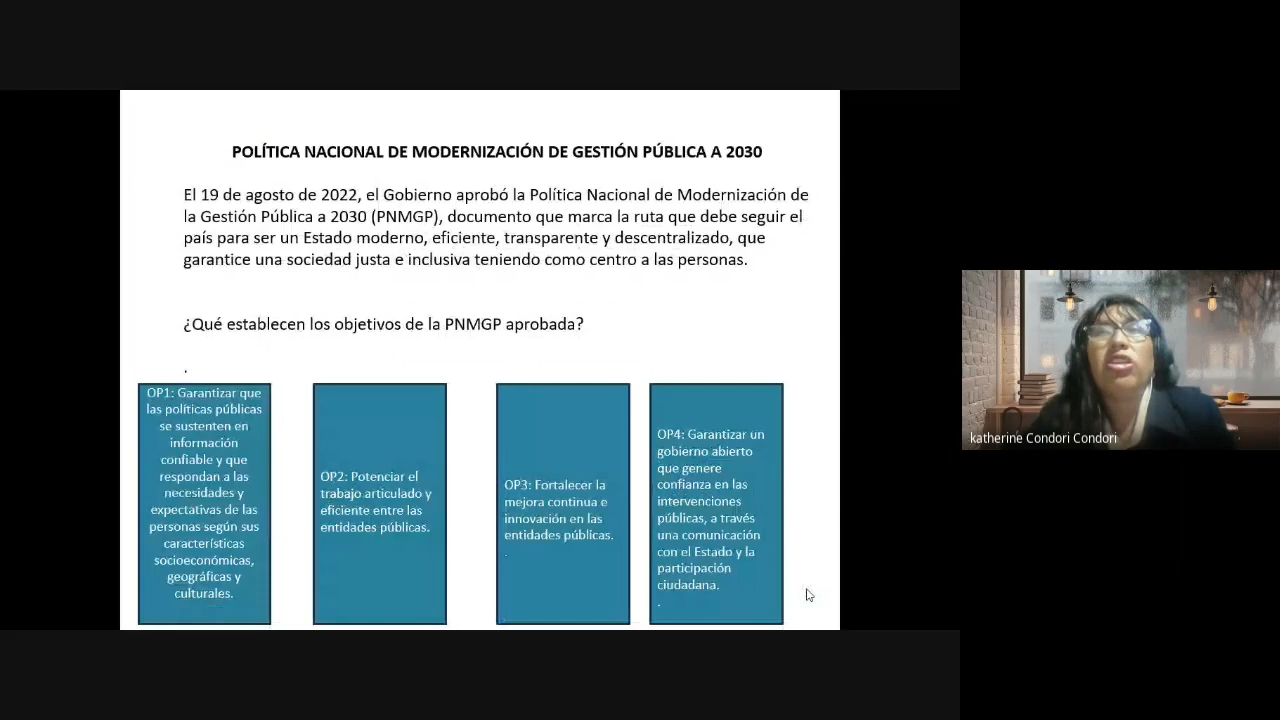 POLÍTICA NACIONAL DE MODERNIZACIÓN DE GESTIÓN PÚBLICA A 2030
El 19 de agosto de 2022, el Gobierno aprobó la Política Nacional de Modernización de
la Gestión Pública a 2030 (PNMGP), documento que marca la ruta que debe seguir el
país para ser un Estado moderno, eficiente, transparente y descentralizado, que
garantice una sociedad justa e inclusiva teniendo como centro a las personas.
¿Qué establecen los objetivos de la PNMGP aprobada?
.
OP1: Garantizar que
las políticas públicas
se sustenten en
información
confiable y que
respondan a las
necesidades y
expectativas de las
personas según sus
características
socioeconómicas,
geográficas y
culturales.
OP2: Potenciar el
trabajo articulado y
eficiente entre las
entidades públicas.
OP3: Fortalecer la
mejora continua e
innovación en las
entidades públicas.
.
OP4: Garantizar un
gobierno abierto
que genere
confianza en las
intervenciones
públicas, a través
una comunicación
con el Estado y la
participación
ciudadana.
.
katherine Condori Condori